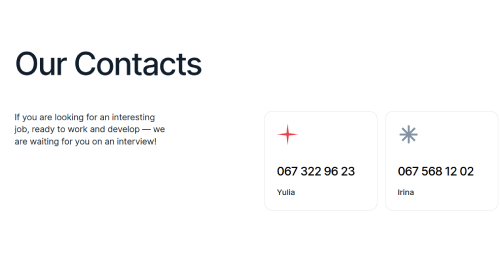 Our Contacts
If you are looking for an interesting
job, ready to work and develop — we
are waiting for you on an interview!
067 322 96 23
Yulia
067 568 12 02
Irina